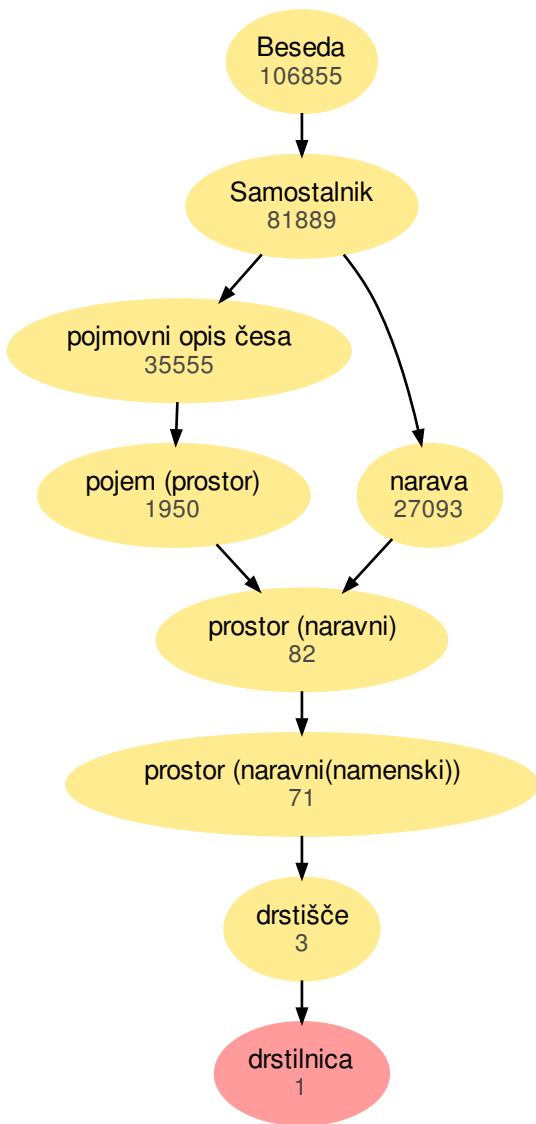 Beseda
106855
Samostalnik
81889
pojmovni opis česa
35555
pojem (prostor)
1950
narava
27093
prostor (naravni)
82
prostor (naravni(namenski))
71
drstišče
3
drstilnica
1